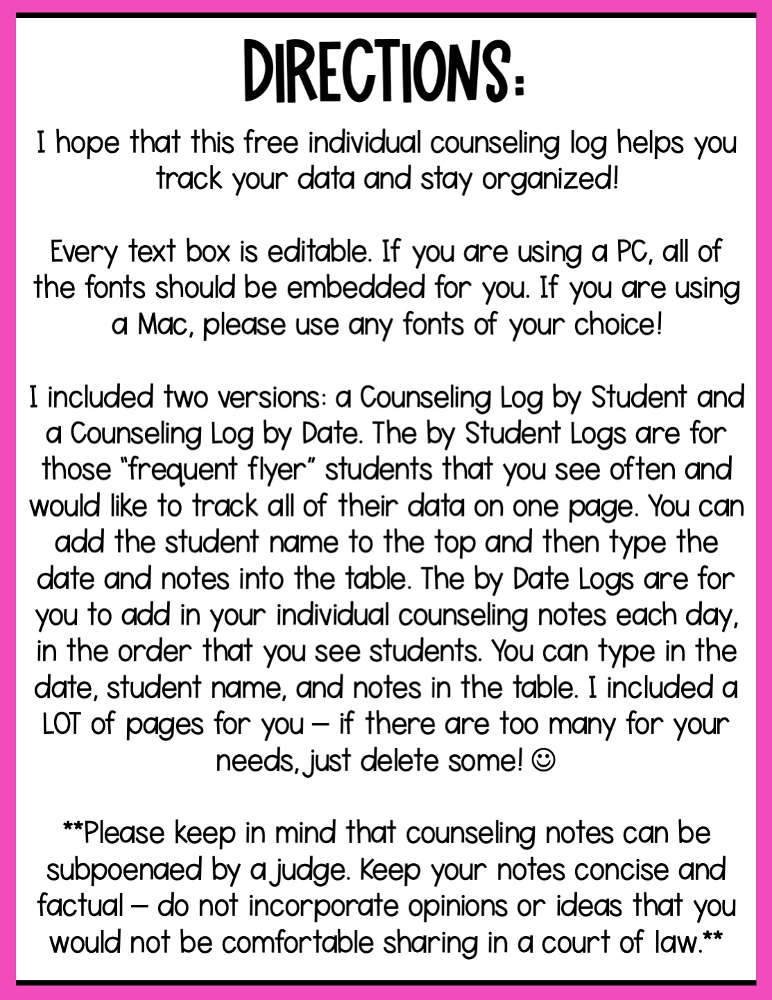 DIRECTIONS:
I hope that this free individual counseling log helps you
track your data and stay organized!
Every text box is editable. If you are using a PC, all of
the fonts should be embedded for you. If you are using
a Mac, please use any fonts of your choice!
I included two versions: a Counseling Log by Student and
a Counseling Log by Date. The by Student Logs are for
those “frequent flyer” students that you see often and
would like to track all of their data on one page. You can
add the student name to the top and then type the
date and notes into the table. The by Date Logs are for
you to add in your individual counseling notes each day,
in the order that you see students. You can type in the
date, student name, and notes in the table. I included a
LOT of pages for you – if there are too many for your
needs, just delete some! ☺
**Please keep in mind that counseling notes can be
subpoenaed by a judge. Keep your notes concise and
factual – do not incorporate opinions or ideas that you
would not be comfortable sharing in a court of law.**